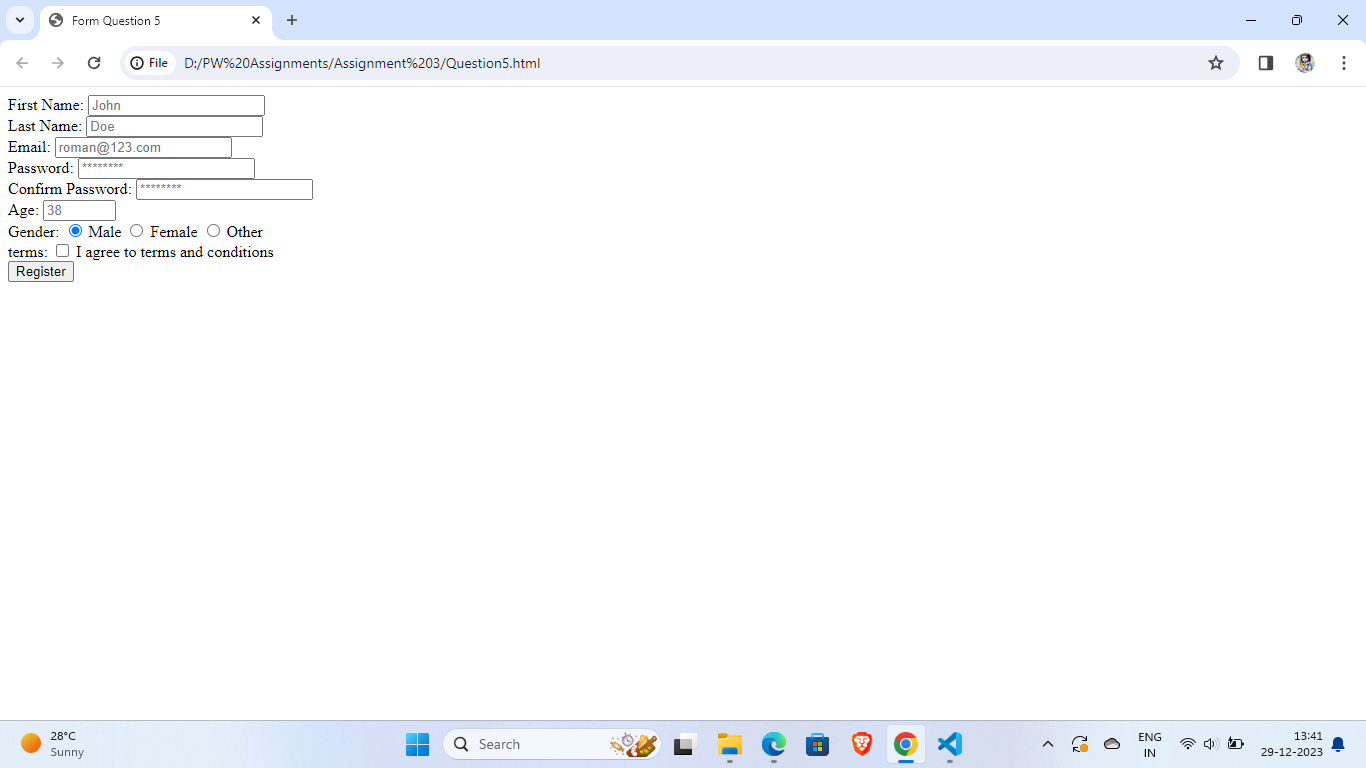 Form Question 5
File D:/PW%20Assignments/Assignment%203/Question5.html
First Name: John
Last Name: Doe
Email: roman@123.com
Password: ********
Confirm Password: ********
Age: 38
Gender: Male Female Other
terms: I agree to terms and conditions
Register
28°C
Sunny
Search
ENG
IN
13:41
29-12-2023